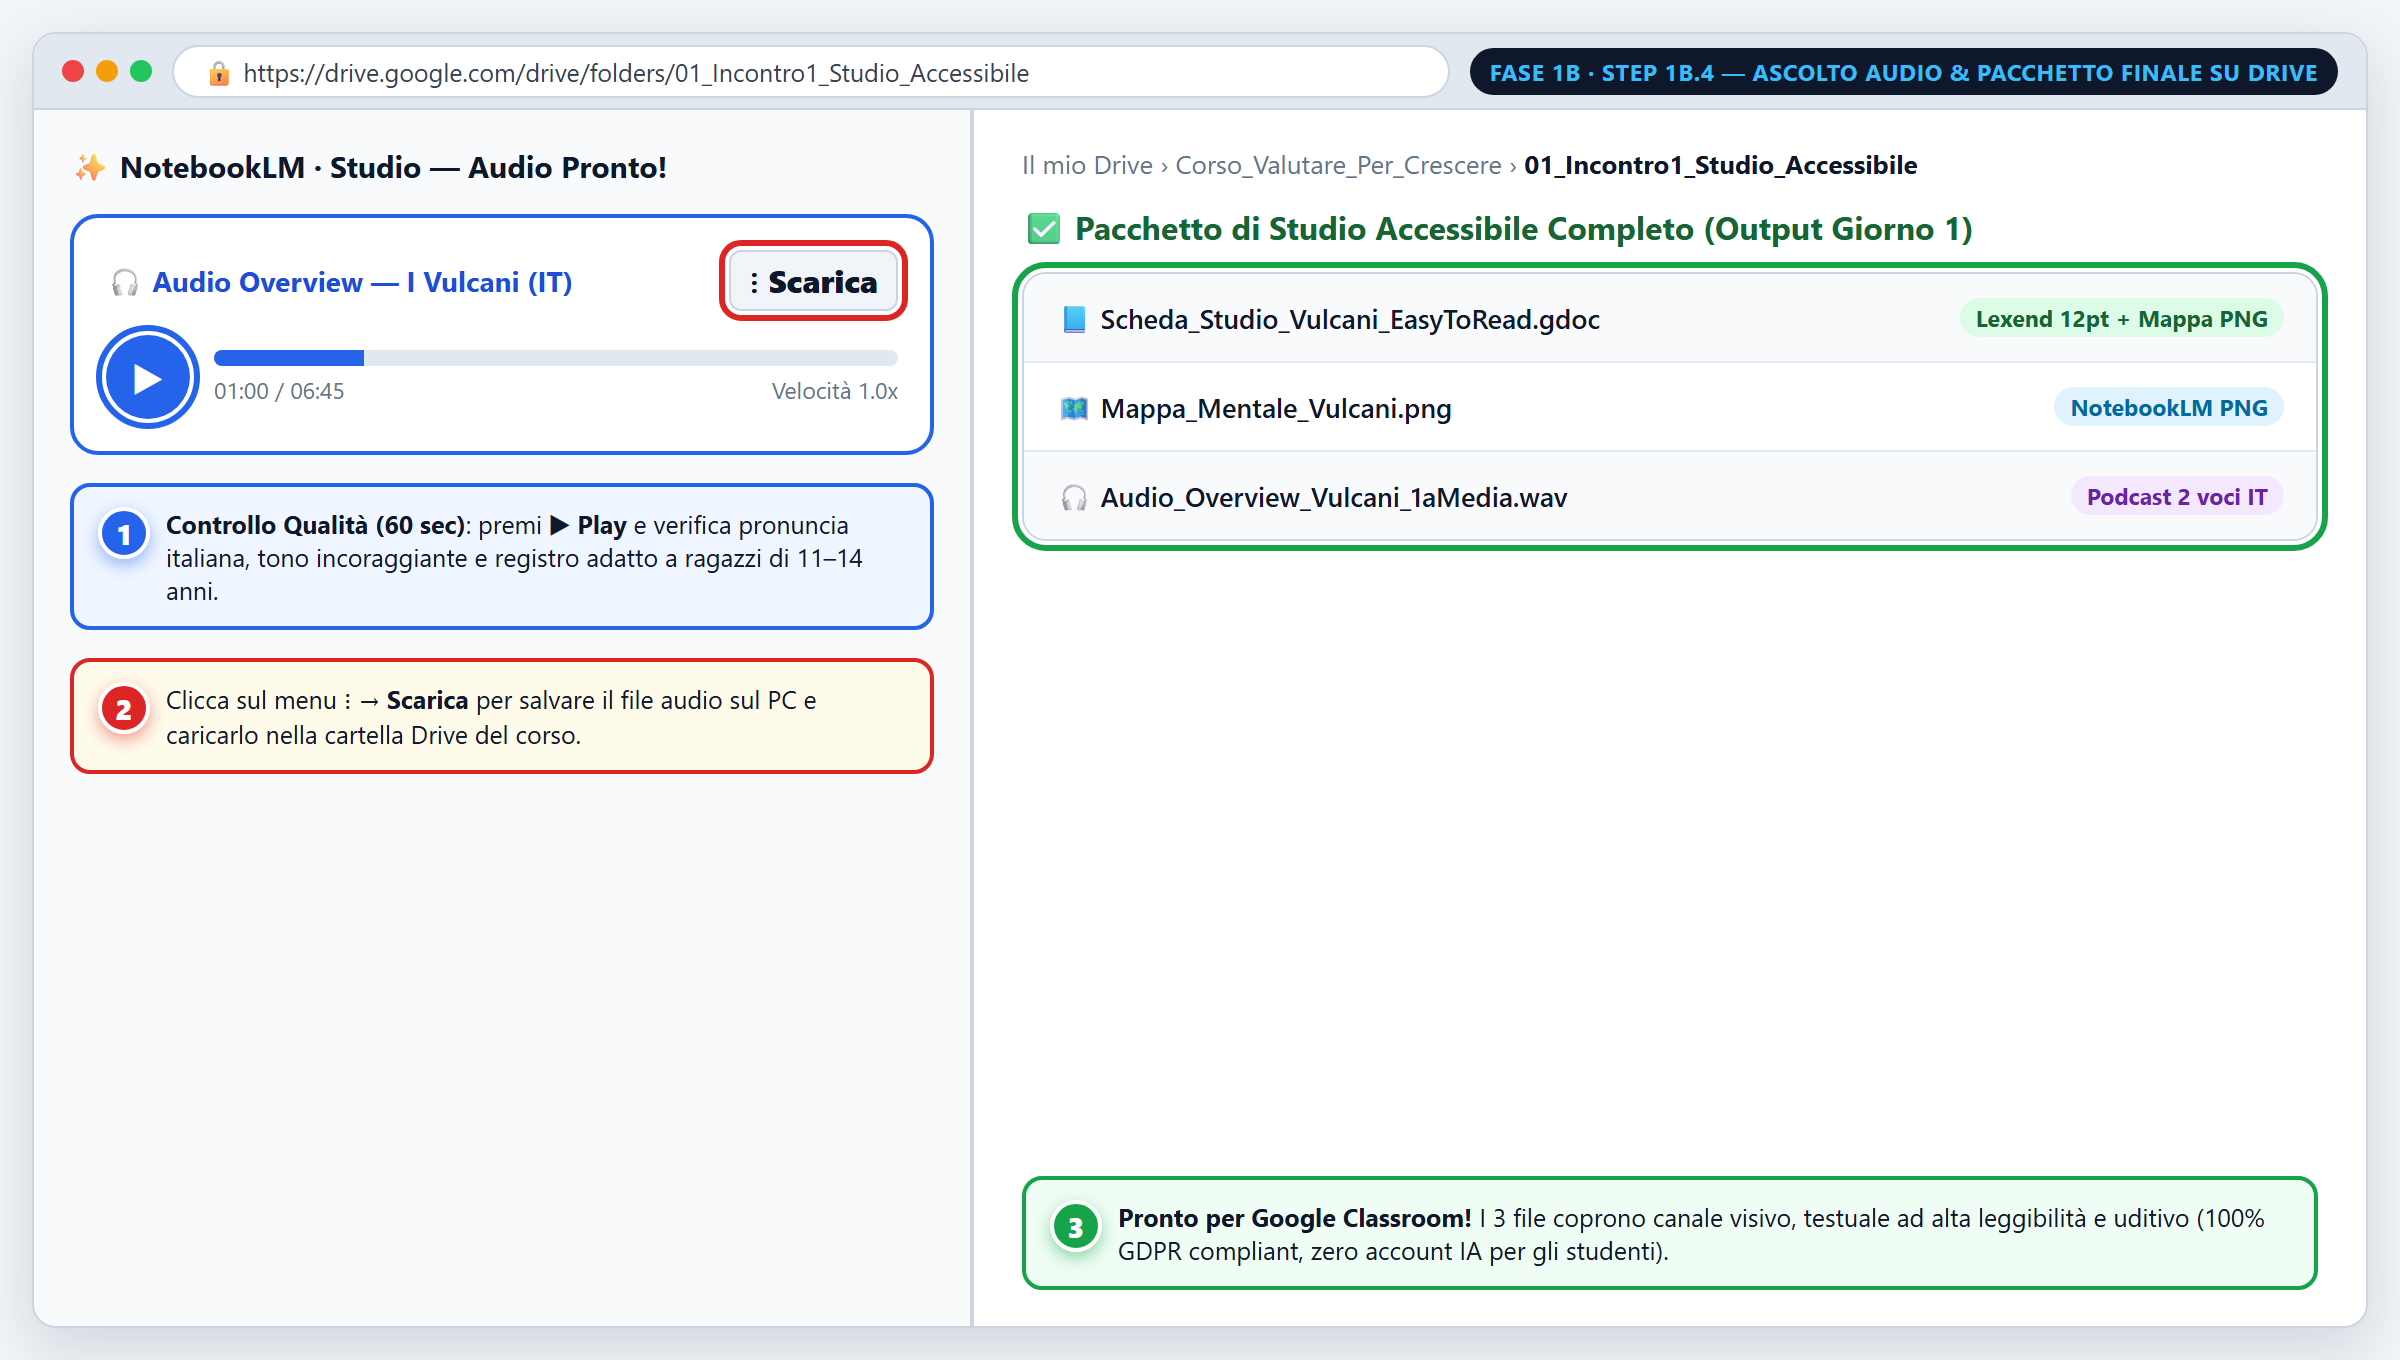 https://drive.google.com/drive/folders/01_Incontro1_Studio_Accessibile
FASE 1B · STEP 1B.4 — ASCOLTO AUDIO & PACCHETTO FINALE SU DRIVE
✨ NotebookLM · Studio — Audio Pronto!
🎧 Audio Overview — I Vulcani (IT)
⋮ Scarica
▶
01:00 / 06:45
Velocità 1.0x
1
Controllo Qualità (60 sec): premi ▶ Play e verifica pronuncia
italiana, tono incoraggiante e registro adatto a ragazzi di 11–14
anni.
2
Clicca sul menu ⋮ → Scarica per salvare il file audio sul PC e
caricarlo nella cartella Drive del corso.
Il mio Drive › Corso_Valutare_Per_Crescere › 01_Incontro1_Studio_Accessibile
✅ Pacchetto di Studio Accessibile Completo (Output Giorno 1)
📘 Scheda_Studio_Vulcani_EasyToRead.gdoc
Lexend 12pt + Mappa PNG
🗺️ Mappa_Mentale_Vulcani.png
NotebookLM PNG
🎧 Audio_Overview_Vulcani_1aMedia.wav
Podcast 2 voci IT
3
Pronto per Google Classroom! I 3 file coprono canale visivo, testuale ad alta leggibilità e uditivo (100%
GDPR compliant, zero account IA per gli studenti).